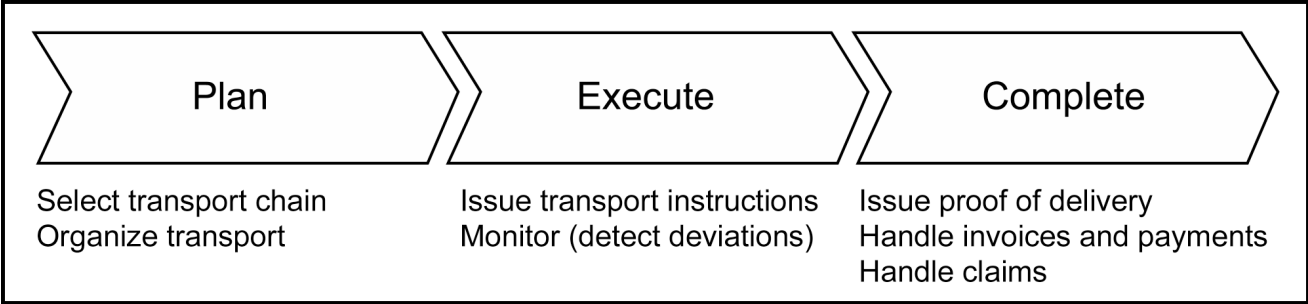 Plan
Select transport chain
Organize transport
Execute
Issue transport instructions
Monitor (detect deviations)
Complete
Issue proof of delivery
Handle invoices and payments
Handle claims